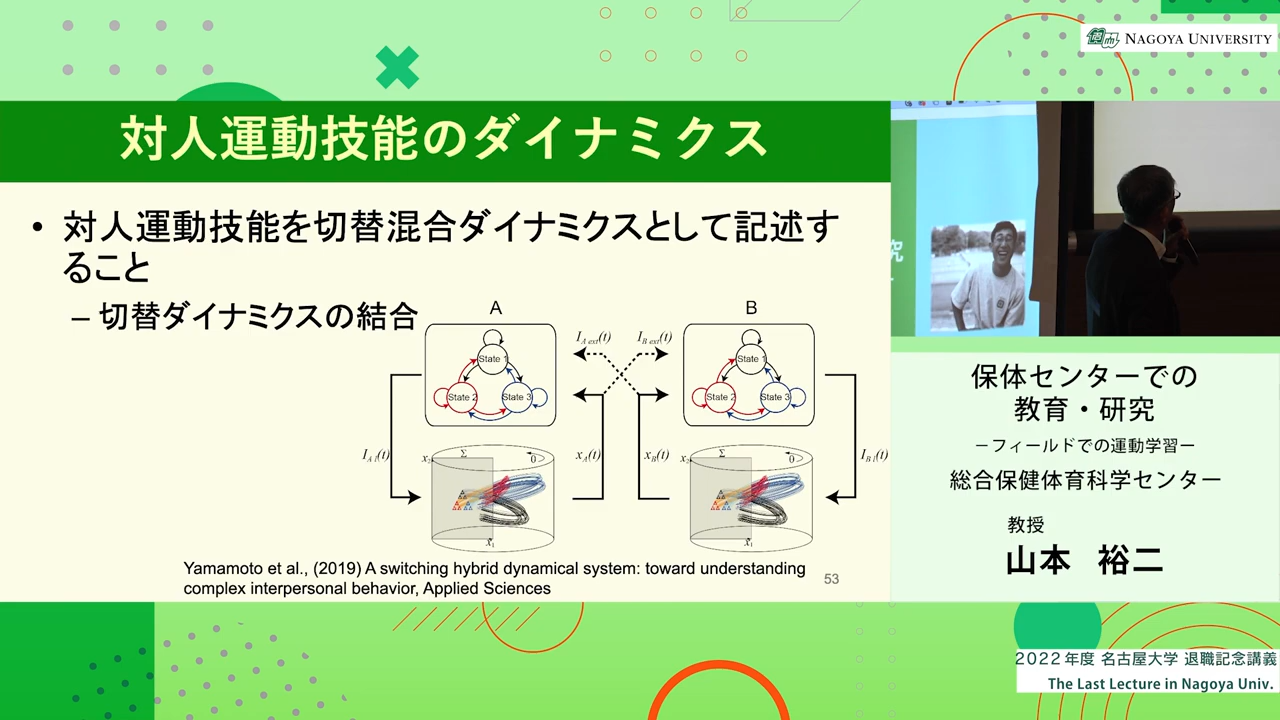 NAGOYA UNIVERSITY
対人運動技能のダイナミクス
• 対人運動技能を切替混合ダイナミクスとして記述す
ること
– 切替ダイナミクスの結合
A
B
I_A ext(t)
I_B ext(t)
State 1
State 2
State 3
State 1
State 2
State 3
I_A i(t)
x_A(t)
x_B(t)
I_B i(t)
x₂
Σ
θ
x₁
x₂
Σ
θ
x₁
Yamamoto et al., (2019) A switching hybrid dynamical system: toward understanding
complex interpersonal behavior, Applied Sciences
53
究
保体センターでの
教育・研究
－フィールドでの運動学習－
総合保健体育科学センター
教授
山本 裕二
2022年度 名古屋大学 退職記念講義
The Last Lecture in Nagoya Univ.